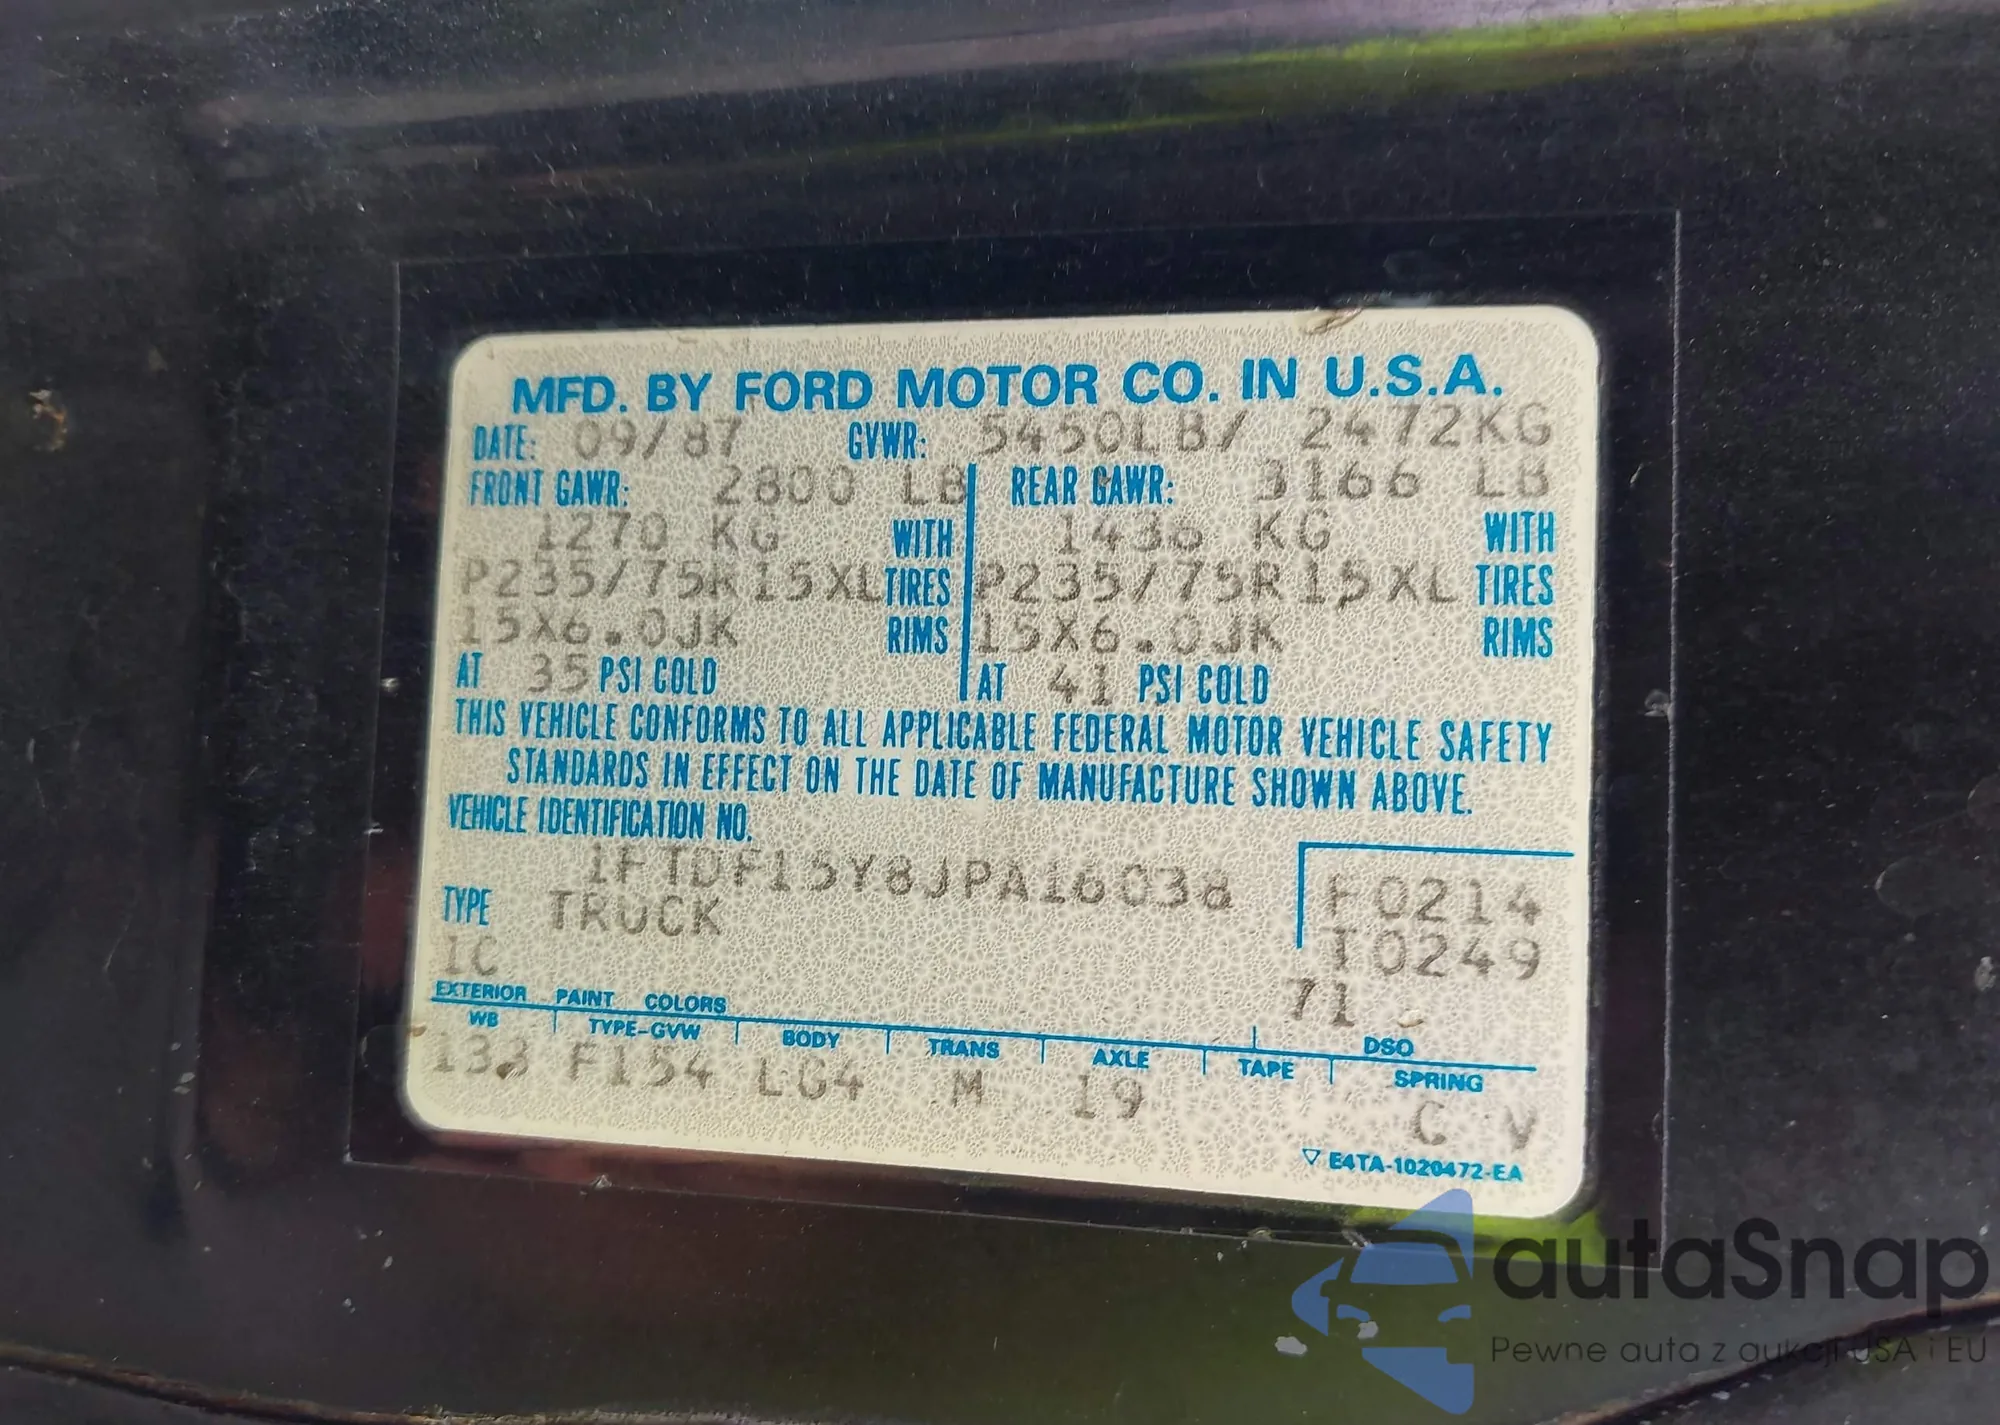 MFD. BY FORD MOTOR CO. IN U.S.A.
DATE: 09/87 GVWR: 5450LB/ 2472KG
FRONT GAWR: 2800 LB REAR GAWR: 3166 LB
1270 KG WITH 1436 KG WITH
P235/75R15XL TIRES P235/75R15XL TIRES
15X6.0JK RIMS 15X6.0JK RIMS
AT 35 PSI COLD AT 41 PSI COLD
THIS VEHICLE CONFORMS TO ALL APPLICABLE FEDERAL MOTOR VEHICLE SAFETY
STANDARDS IN EFFECT ON THE DATE OF MANUFACTURE SHOWN ABOVE.
VEHICLE IDENTIFICATION NO.
1FTDF15Y8JPA16038
F0214
TYPE TRUCK
T0249
1C
71
EXTERIOR PAINT COLORS DSO
WB TYPE-GVW BODY TRANS AXLE TAPE SPRING
133 F154 LG4 M 19 C V
E4TA-1020472-EA
autaSnap
Pewne auta z aukcji USA i EU